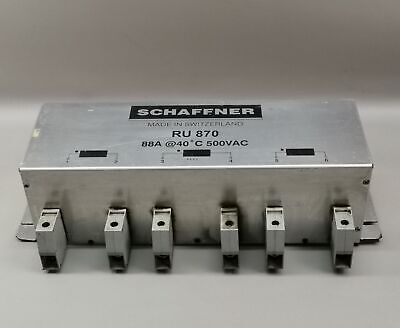 SCHAFFNER
MADE IN SWITZERLAND
RU 870
88A @40°C 500VAC